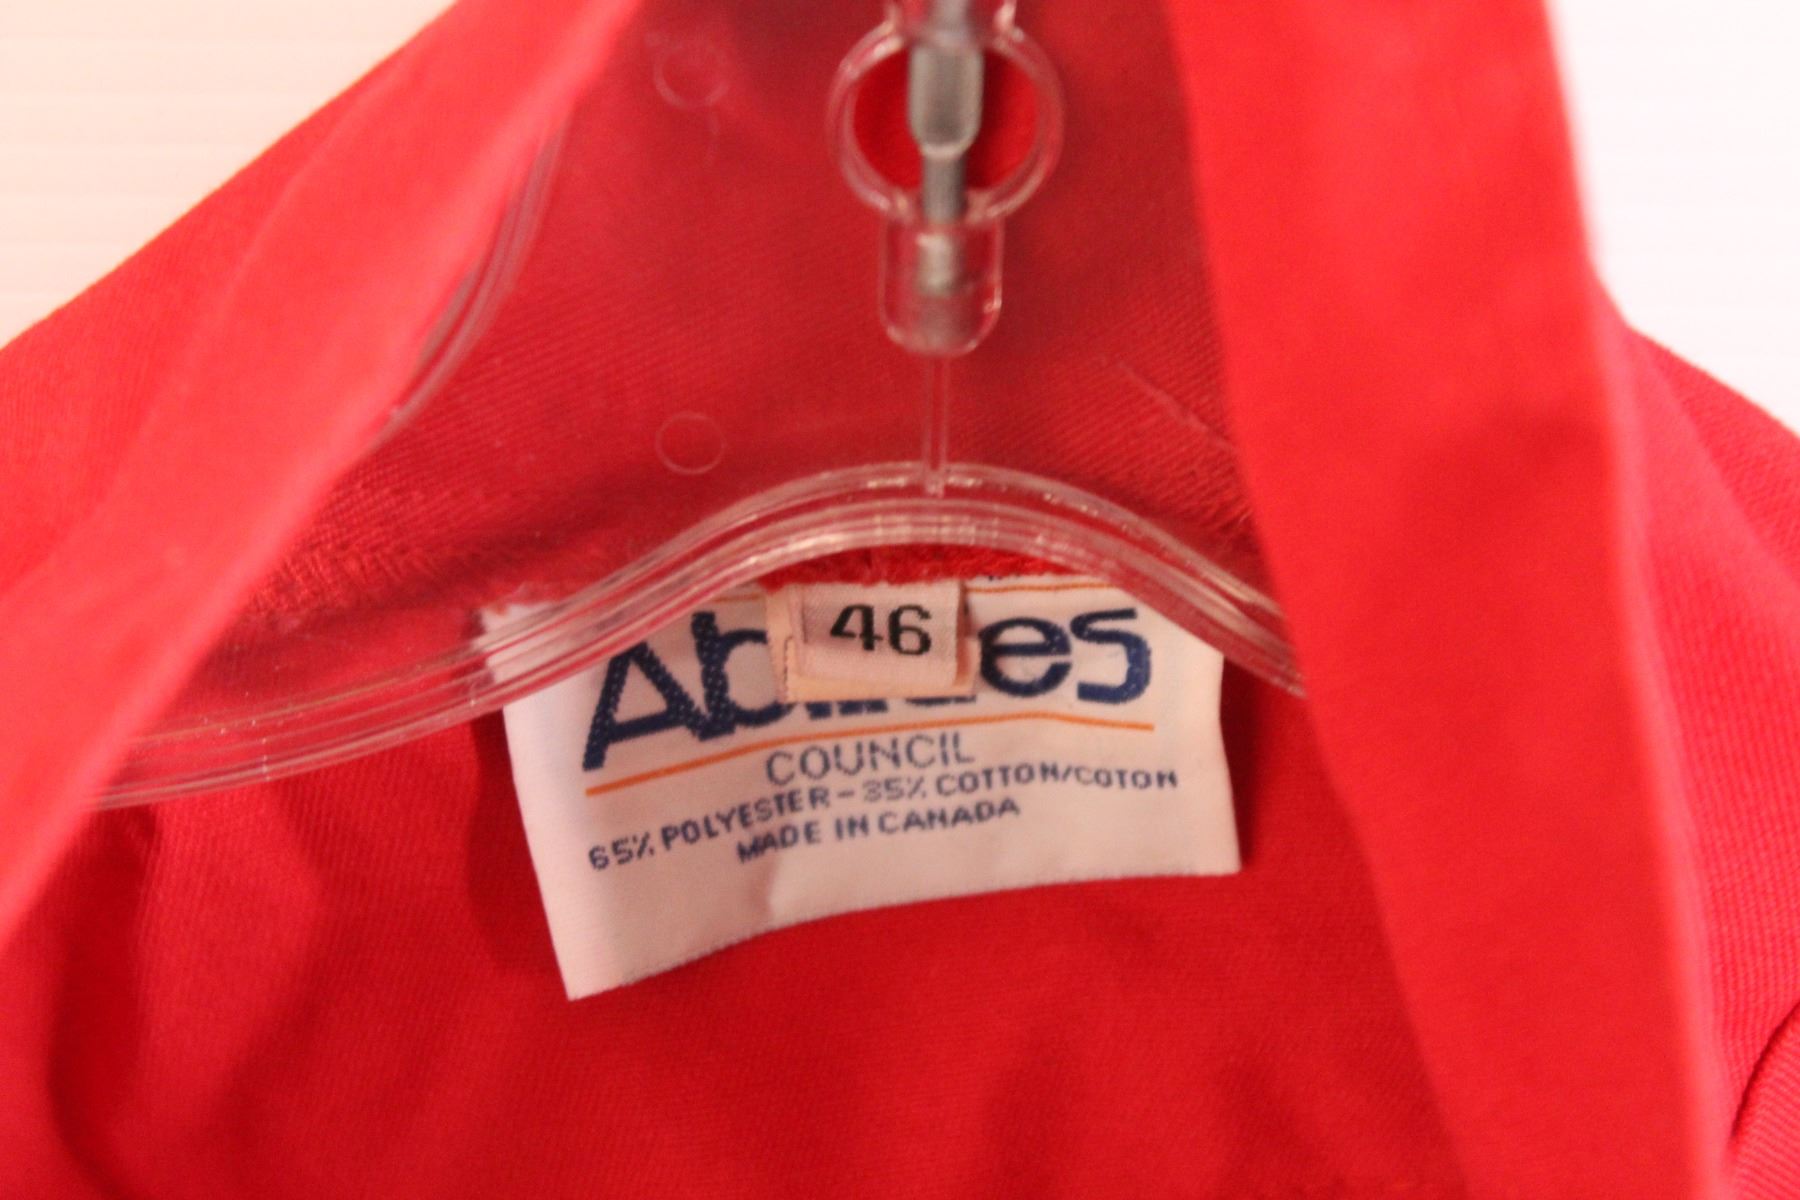 46
COUNCIL
65% POLYESTER - 35% COTTON/COTON
MADE IN CANADA